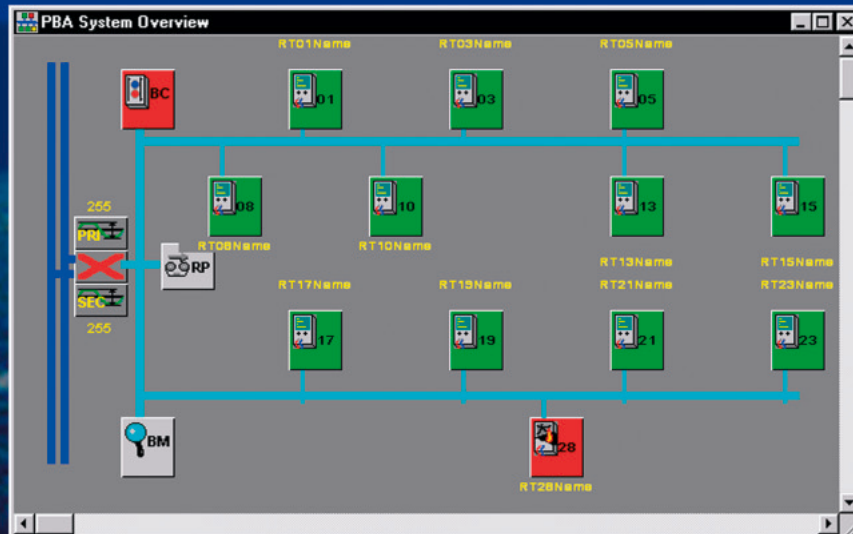 PBA System Overview
RT01Name RT03Name RT05Name
BC 01 03 05
255
PRI
08 10 13 15
RT08Name RT10Name RT13Name RT15Name
RP
SEC
255
RT17Name RT19Name RT21Name RT23Name
17 19 21 23
BM
28
RT28Name